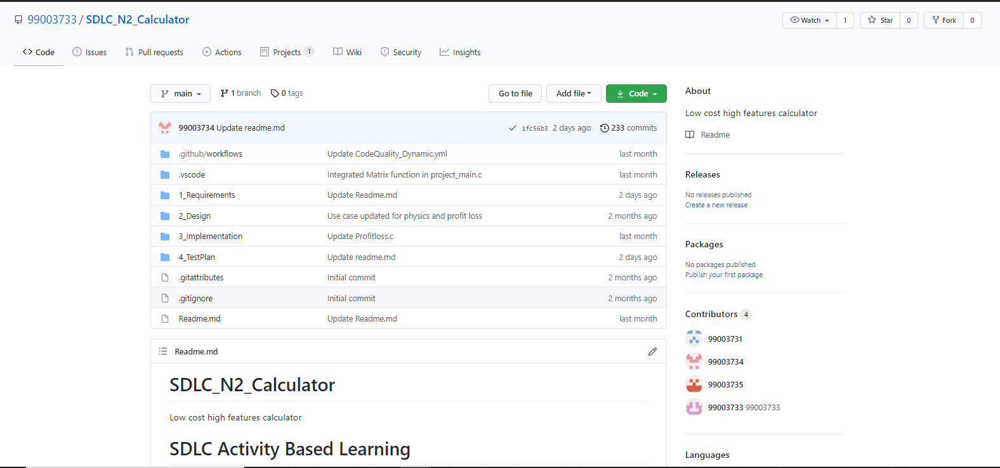 99003733 / SDLC_N2_Calculator
Watch 1 Star 0 Fork 0
Code Issues Pull requests Actions Projects 1 Wiki Security Insights
main 1 branch 0 tags Go to file Add file Code
99003734 Update readme.md 1fc56b3 2 days ago 233 commits
.github/workflows Update CodeQuality_Dynamic.yml last month
.vscode Integrated Matrix function in project_main.c last month
1_Requirements Update Readme.md 2 days ago
2_Design Use case updated for physics and profit loss 2 months ago
3_Implementation Update Profitloss.c last month
4_TestPlan Update readme.md 2 days ago
.gitattributes Initial commit 2 months ago
.gitignore Initial commit 2 months ago
Readme.md Update Readme.md last month
Readme.md
SDLC_N2_Calculator
Low cost high features calculator
SDLC Activity Based Learning
About
Low cost high features calculator
Readme
Releases
No releases published
Create a new release
Packages
No packages published
Publish your first package
Contributors 4
99003731
99003734
99003735
99003733 99003733
Languages